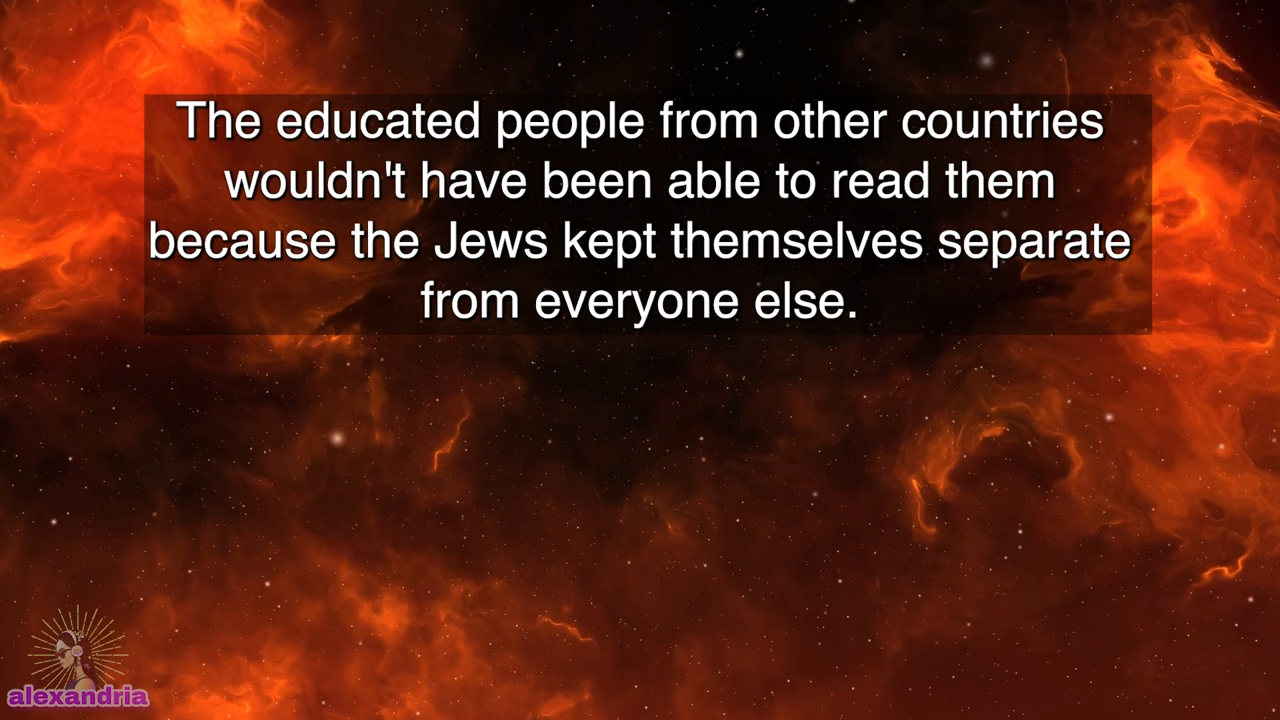 The educated people from other countries
wouldn't have been able to read them
because the Jews kept themselves separate
from everyone else.
alexandria